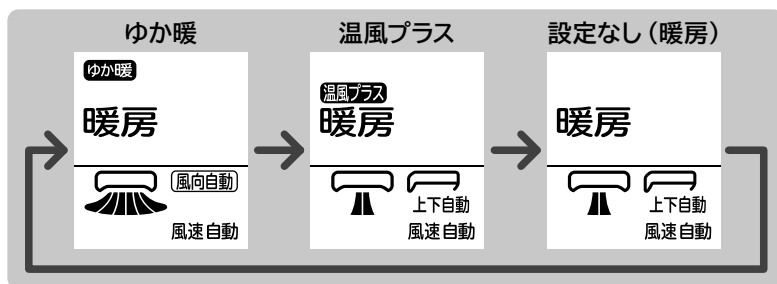 ゆか暖
温風プラス
設定なし（暖房）
ゆか暖
暖房
風向自動
風速自動
温風プラス
暖房
上下自動
風速自動
暖房
上下自動
風速自動